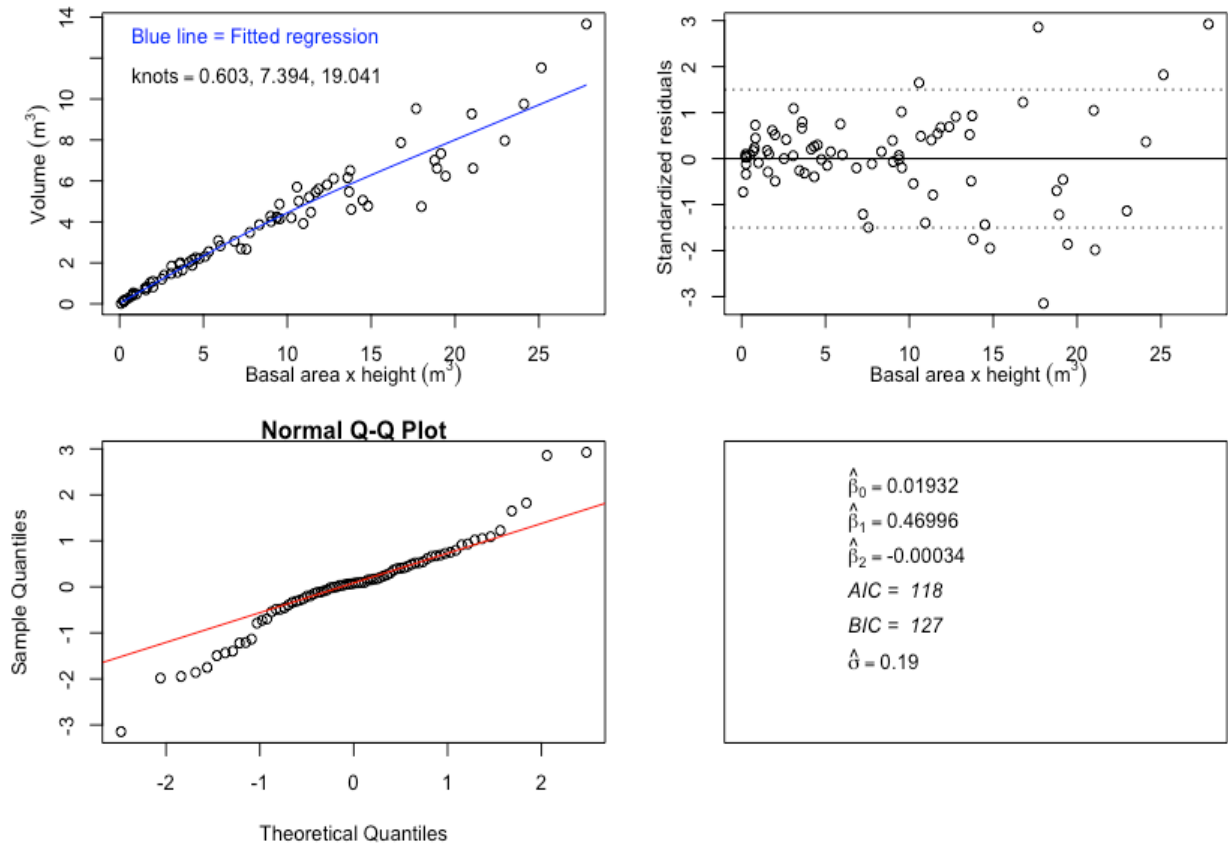 Blue line = Fitted regression
knots = 0.603, 7.394, 19.041
Volume (m³)
0 2 4 6 8 10 14
0 5 10 15 20 25
Basal area x height (m³)
Standardized residuals
-3 -2 -1 0 1 2 3
0 5 10 15 20 25
Basal area x height (m³)
Normal Q-Q Plot
Sample Quantiles
-3 -2 -1 0 1 2 3
-2 -1 0 1 2
Theoretical Quantiles
β̂₀ = 0.01932
β̂₁ = 0.46996
β̂₂ = -0.00034
AIC = 118
BIC = 127
σ̂ = 0.19